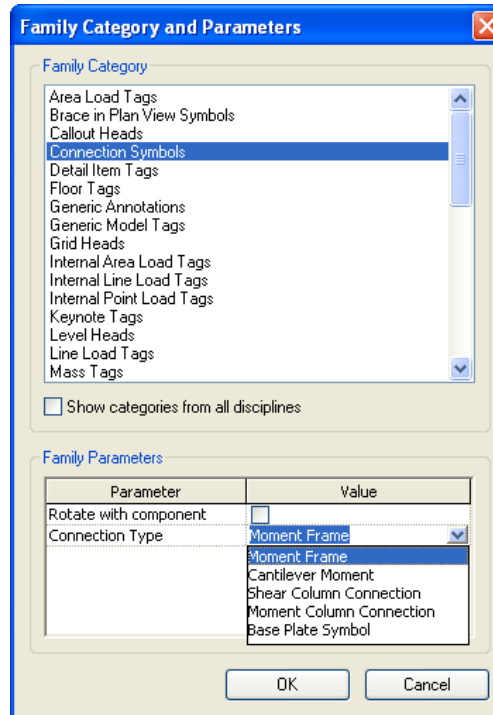 Family Category and Parameters
Family Category
Area Load Tags
Brace in Plan View Symbols
Callout Heads
Connection Symbols
Detail Item Tags
Floor Tags
Generic Annotations
Generic Model Tags
Grid Heads
Internal Area Load Tags
Internal Line Load Tags
Internal Point Load Tags
Keynote Tags
Level Heads
Line Load Tags
Mass Tags
Show categories from all disciplines
Family Parameters
Parameter Value
Rotate with component
Connection Type Moment Frame
Moment Frame
Cantilever Moment
Shear Column Connection
Moment Column Connection
Base Plate Symbol
OK Cancel